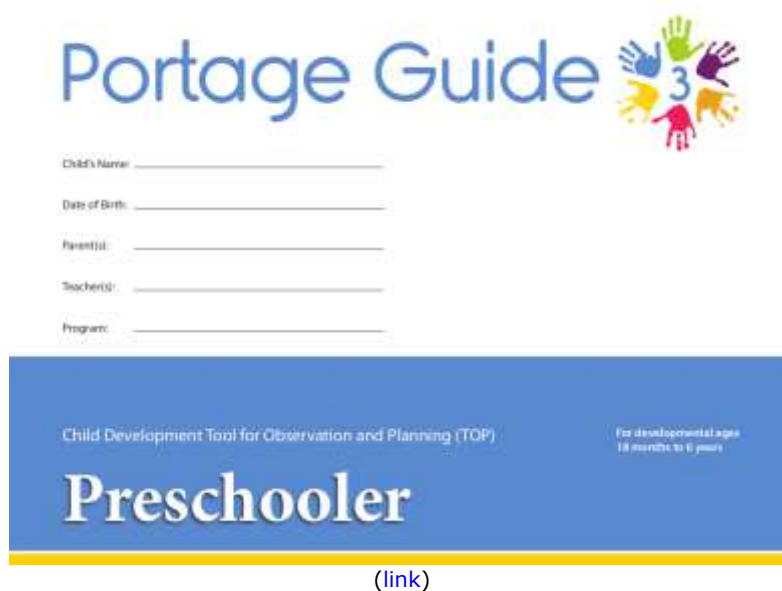 Portage Guide 3
Child's Name:
Date of Birth:
Parent(s):
Teacher(s):
Program:
Child Development Tool for Observation and Planning (TOP)
For developmental ages
18 months to 6 years
Preschooler
(link)